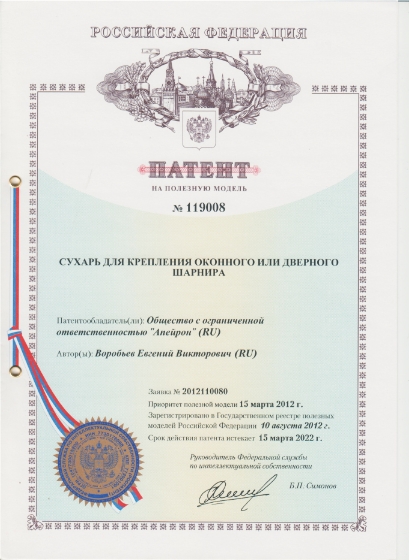 РОССИЙСКАЯ ФЕДЕРАЦИЯ
ПАТЕНТ
НА ПОЛЕЗНУЮ МОДЕЛЬ
№ 119008
СУХАРЬ ДЛЯ КРЕПЛЕНИЯ ОКОННОГО ИЛИ ДВЕРНОГО
ШАРНИРА
Патентообладатель(ли): Общество с ограниченной
ответственностью "Апейрон" (RU)
Автор(ы): Воробьев Евгений Викторович (RU)
Заявка № 2012110080
Приоритет полезной модели 15 марта 2012 г.
Зарегистрировано в Государственном реестре полезных
моделей Российской Федерации 10 августа 2012 г.
Срок действия патента истекает 15 марта 2022 г.
Руководитель Федеральной службы
по интеллектуальной собственности
Б.П. Симонов